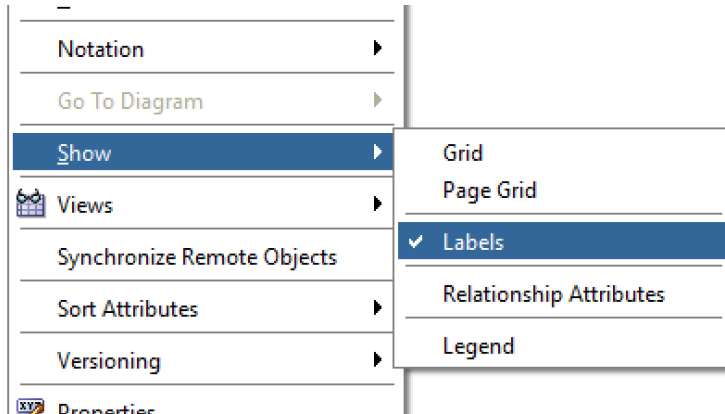 Notation
Go To Diagram
Show
Views
Synchronize Remote Objects
Sort Attributes
Versioning
Properties
Grid
Page Grid
Labels
Relationship Attributes
Legend